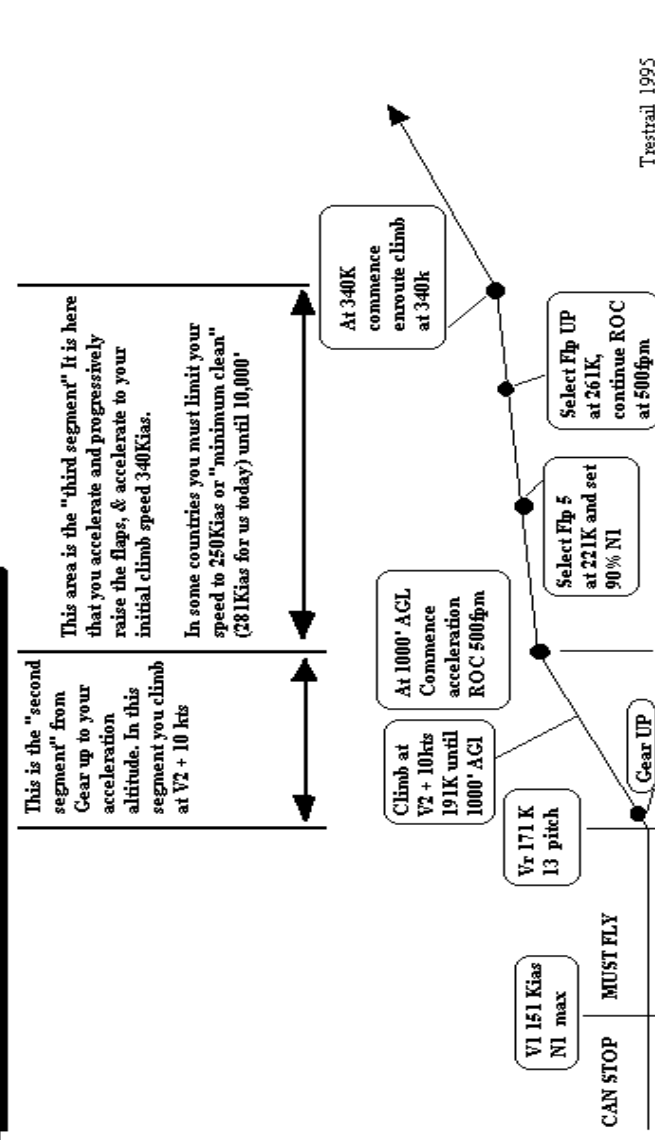 This is the "second
segment" from
Gear up to your
acceleration
altitude. In this
segment you climb
at V2 + 10 kts
This area is the "third segment" It is here
that you accelerate and progressively
raise the flaps, & accelerate to your
initial climb speed 340Kias.
In some countries you must limit your
speed to 250Kias or "minimum clean"
(281Kias for us today) until 10,000'
At 340K
commence
enroute climb
at 340k
At 1000' AGL
Commence
acceleration
ROC 500fpm
Climb at
V2 + 10kts
191K until
1000' AGl
Vr 171 K
13 pitch
V1 151 Kias
N1 max
Select Flp 5
at 221K and set
90% N1
Select Flp UP
at 261K,
continue ROC
at 500fpm
CAN STOP
MUST FLY
Gear UP
Trestrail 1995